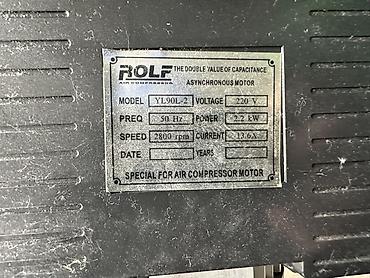 ROLF THE DOUBLE VALUE OF CAPACITANCE
AIR COMPRESSOR ASYNCHRONOUS MOTOR
MODEL YL90L-2 VOLTAGE 220 V
PREQ 50 Hz POWER 2.2 kW
SPEED 2800 rpm CURRENT 13.6A
DATE YEARS
SPECIAL FOR AIR COMPRESSOR MOTOR